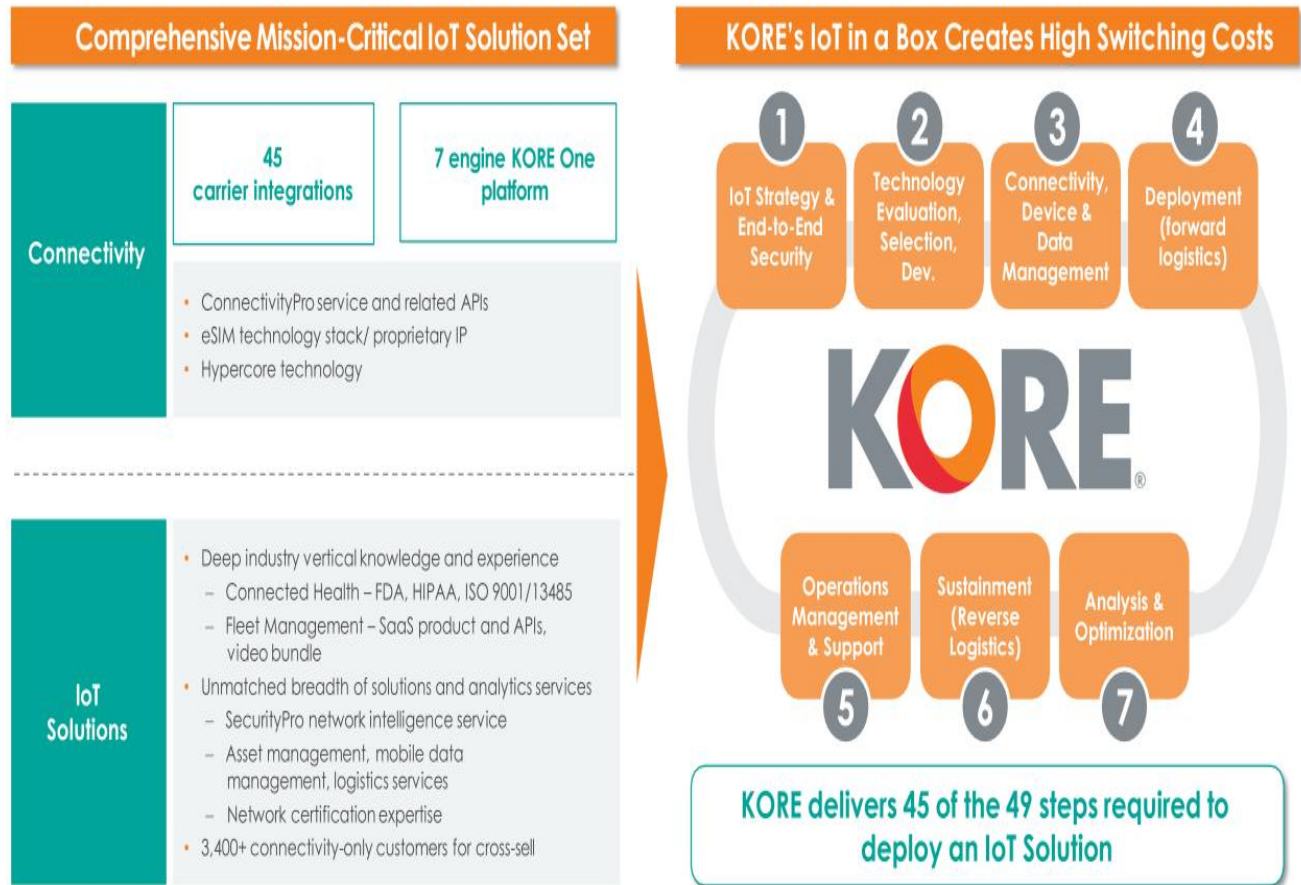 Comprehensive Mission-Critical IoT Solution Set
Connectivity
45
carrier integrations
7 engine KORE One
platform
• ConnectivityPro service and related APIs
• eSIM technology stack/ proprietary IP
• Hypercore technology
IoT
Solutions
• Deep industry vertical knowledge and experience
– Connected Health – FDA, HIPAA, ISO 9001/13485
– Fleet Management – SaaS product and APIs,
video bundle
• Unmatched breadth of solutions and analytics services
– SecurityPro network intelligence service
– Asset management, mobile data
management, logistics services
– Network certification expertise
• 3,400+ connectivity-only customers for cross-sell
KORE's IoT in a Box Creates High Switching Costs
1
IoT Strategy &
End-to-End
Security
2
Technology
Evaluation,
Selection,
Dev.
3
Connectivity,
Device &
Data
Management
4
Deployment
(forward
logistics)
KORE®
Operations
Management
& Support
5
Sustainment
(Reverse
Logistics)
6
Analysis &
Optimization
7
KORE delivers 45 of the 49 steps required to
deploy an IoT Solution